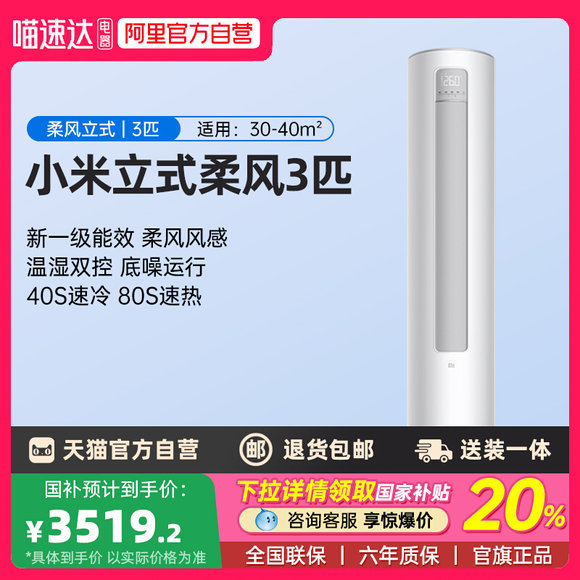 喵速达电器 阿里官方自营
柔风立式 | 3匹 适用：30-40m²
小米立式柔风3匹
新一级能效 柔风风感
温湿双控 底噪运行
40S速冷 80S速热
26.0
天猫官方自营 邮 退货包邮 送装一体
国补预计到手价：
¥3519.2
*具体到手价 以实际价格为准
下拉详情领取国家补贴 20%
咨询客服 享惊爆价
全国联保 | 六年质保 | 官旗正品